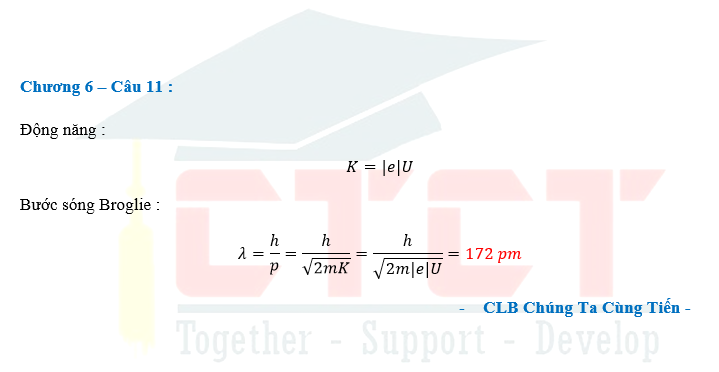 Chương 6 – Câu 11 :
Động năng :
K = |e|U
Bước sóng Broglie :
λ = h/p = h/√(2mK) = h/√(2m|e|U) = 172 pm
- CLB Chúng Ta Cùng Tiến -
CTCT
Together - Support - Develop